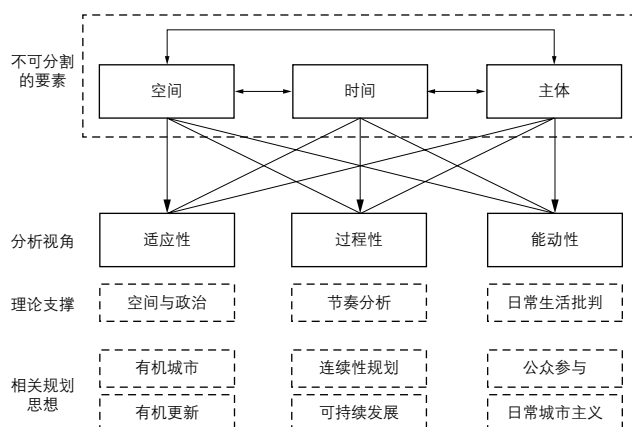 不可分割
的要素
空间
时间
主体
分析视角
适应性
过程性
能动性
理论支撑
空间与政治
节奏分析
日常生活批判
相关规划
思想
有机城市
连续性规划
公众参与
有机更新
可持续发展
日常城市主义